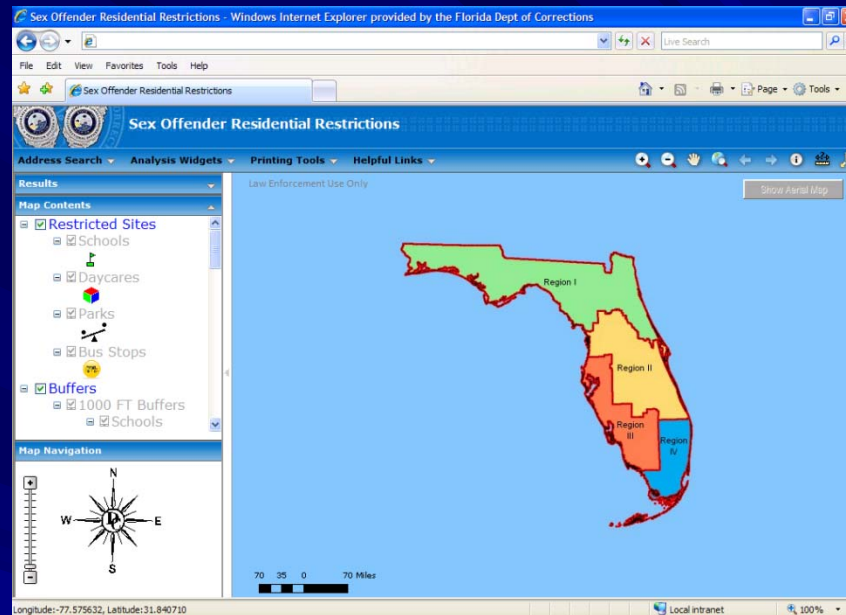 Sex Offender Residential Restrictions - Windows Internet Explorer provided by the Florida Dept of Corrections
Live Search
File Edit View Favorites Tools Help
Sex Offender Residential Restrictions
Page Tools
Sex Offender Residential Restrictions
Address Search Analysis Widgets Printing Tools Helpful Links
Results
Law Enforcement Use Only
Show Aerial Map
Map Contents
Restricted Sites
Schools
Daycares
Parks
Bus Stops
Buffers
1000 FT Buffers
Schools
Region I
Region II
Region
III
Region
IV
Map Navigation
N
W E
S
70 35 0 70 Miles
Longitude:-77.575632, Latitude:31.840710
Local intranet
100%